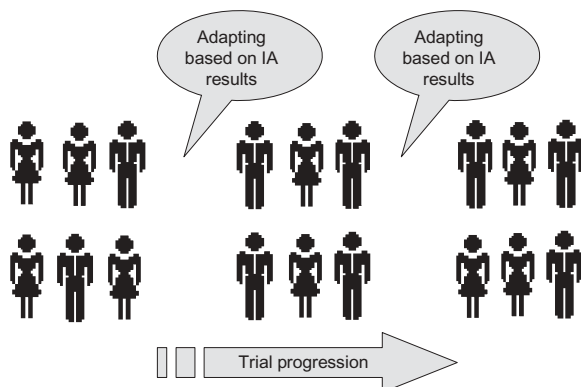 Adapting
based on IA
results
Adapting
based on IA
results
Trial progression